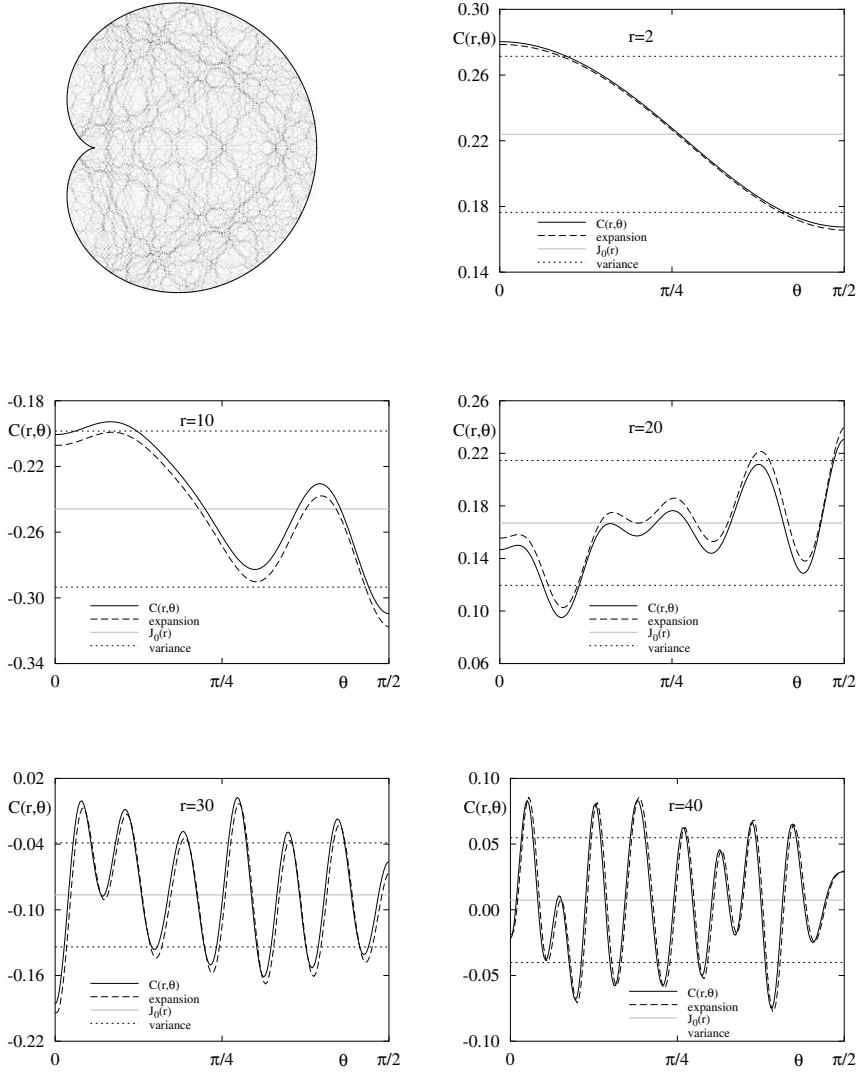 0.30
C(r,θ)
r=2
0.26
0.22
0.18
0.14
C(r,θ)
expansion
J₀(r)
variance
0
π/4
θ
π/2
-0.18
C(r,θ)
r=10
-0.22
-0.26
-0.30
-0.34
C(r,θ)
expansion
J₀(r)
variance
0
π/4
θ
π/2
0.26
C(r,θ)
r=20
0.22
0.16
0.10
0.06
C(r,θ)
expansion
J₀(r)
variance
0
π/4
θ
π/2
0.02
C(r,θ)
r=30
-0.04
-0.10
-0.16
-0.22
C(r,θ)
expansion
J₀(r)
variance
0
π/4
θ
π/2
0.10
C(r,θ)
r=40
0.05
0.00
-0.05
-0.10
C(r,θ)
expansion
J₀(r)
variance
0
π/4
θ
π/2